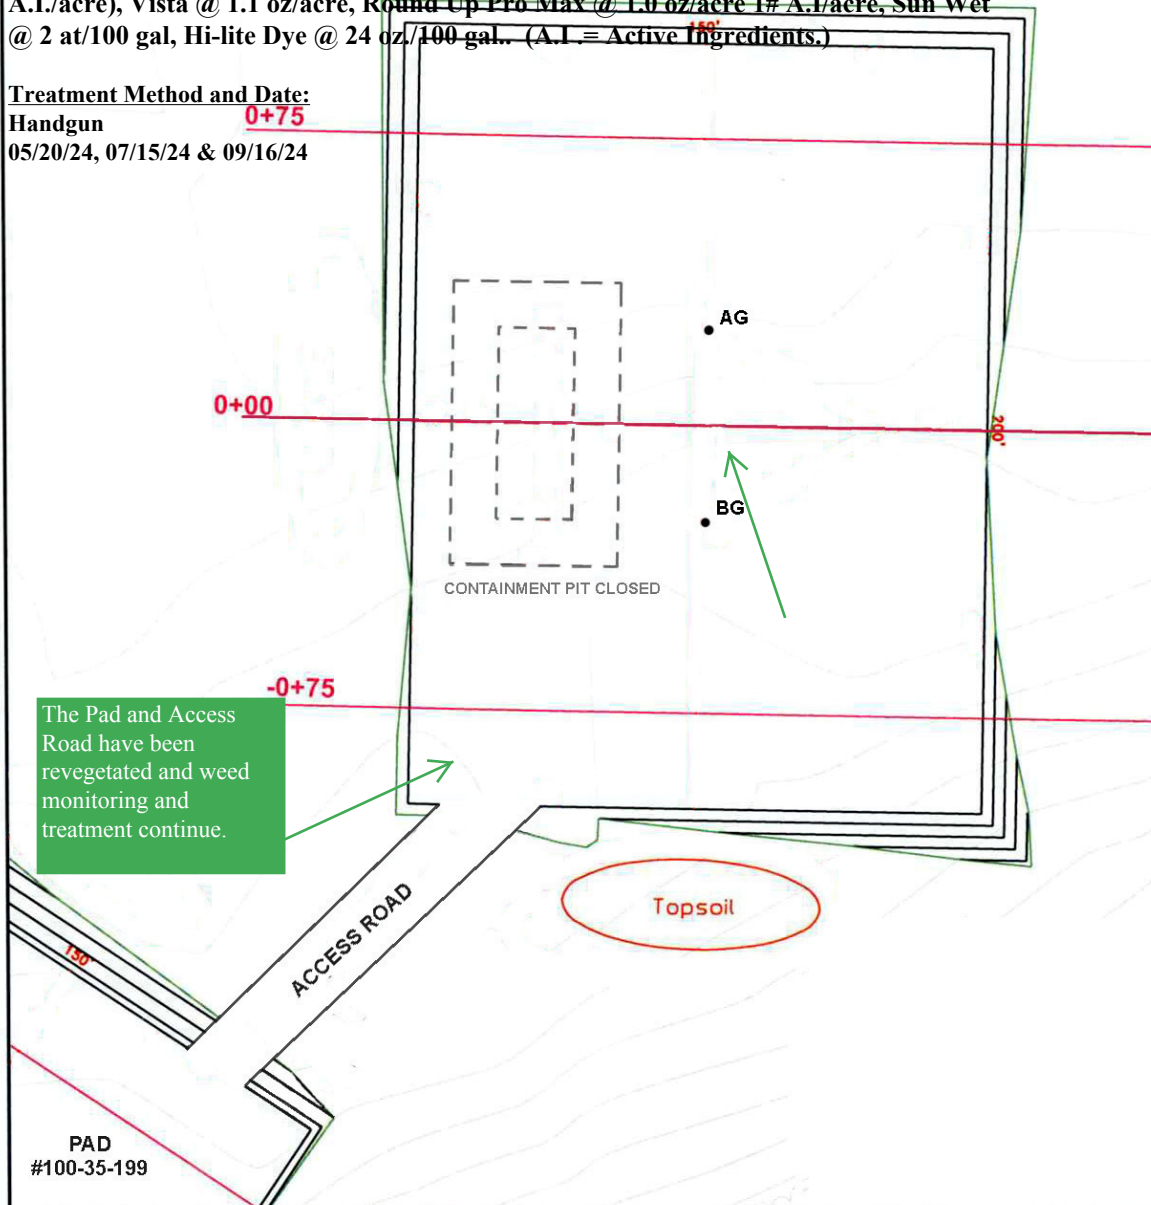 A.I./acre), Vista @ 1.1 oz/acre, Round Up Pro Max @ 1.0 oz/acre 1# A.I/acre, Sun Wet
@ 2 at/100 gal, Hi-lite Dye @ 24 oz./100 gal.. (A.I .= Active Ingredients.)
150'
Treatment Method and Date:
Handgun
05/20/24, 07/15/24 & 09/16/24
0+75
AG
0+00
200'
BG
CONTAINMENT PIT CLOSED
-0+75
The Pad and Access
Road have been
revegetated and weed
monitoring and
treatment continue.
ACCESS ROAD
Topsoil
150'
PAD
#100-35-199